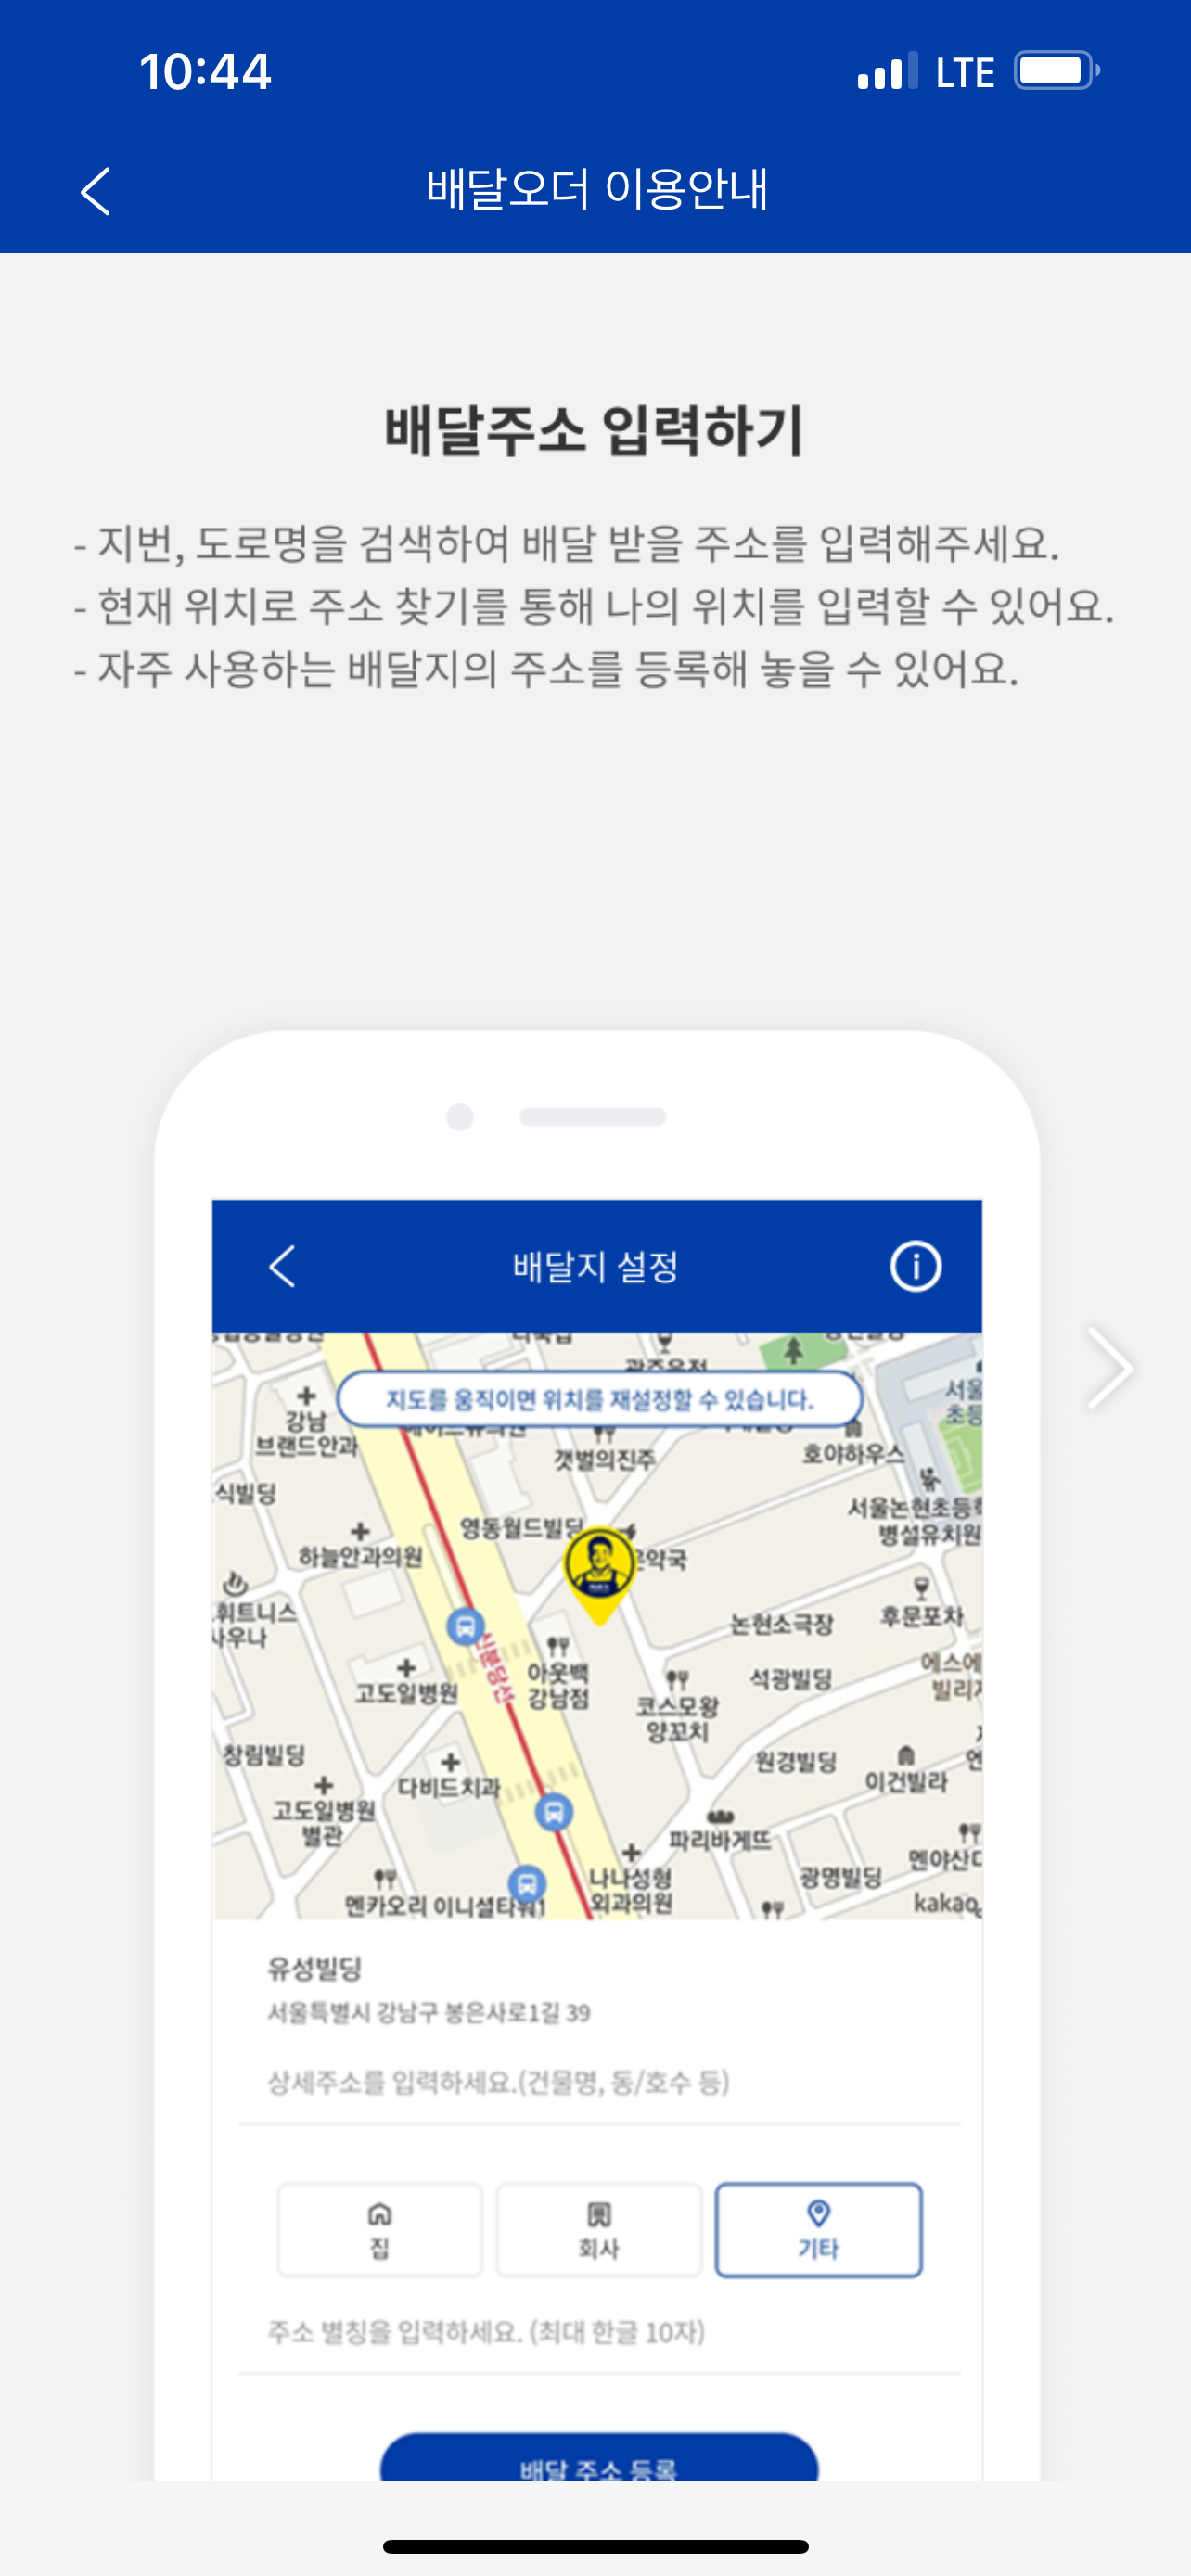 10:44
LTE
배달오더 이용안내
배달주소 입력하기
- 지번, 도로명을 검색하여 배달 받을 주소를 입력해주세요.
- 현재 위치로 주소 찾기를 통해 나의 위치를 입력할 수 있어요.
- 자주 사용하는 배달지의 주소를 등록해 놓을 수 있어요.
배달지 설정
지도를 움직이면 위치를 재설정할 수 있습니다.
서울
초등
강남
브랜드안과
갯벌의진주
호야하우스
식빌딩
서울논현초등학
병설유치원
영동월드빌딩
하늘안과의원
약국
휘트니스
사우나
논현소극장
후문포차
신분당선
아웃백
강남점
고도일병원
코스모왕
양꼬치
석광빌딩
에스에
빌리지
창림빌딩
다비드치과
원경빌딩
이건빌라
고도일병원
별관
파리바게뜨
멘야산다
나나성형
외과의원
광명빌딩
멘카오리 이니셜타워1
kakao
유성빌딩
서울특별시 강남구 봉은사로1길 39
상세주소를 입력하세요.(건물명, 동/호수 등)
집
회사
기타
주소 별칭을 입력하세요. (최대 한글 10자)
배달 주소 등록